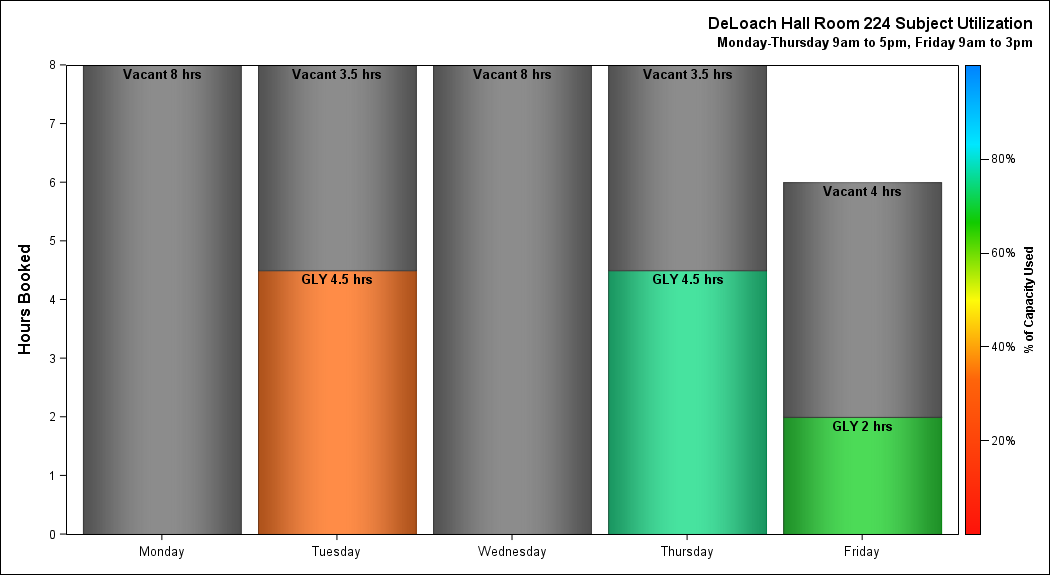 DeLoach Hall Room 224 Subject Utilization
Monday-Thursday 9am to 5pm, Friday 9am to 3pm
Hours Booked
8
7
6
5
4
3
2
1
0
Vacant 8 hrs
Vacant 3.5 hrs
Vacant 8 hrs
Vacant 3.5 hrs
Vacant 4 hrs
GLY 4.5 hrs
GLY 4.5 hrs
GLY 2 hrs
Monday
Tuesday
Wednesday
Thursday
Friday
80%
60%
40%
20%
% of Capacity Used